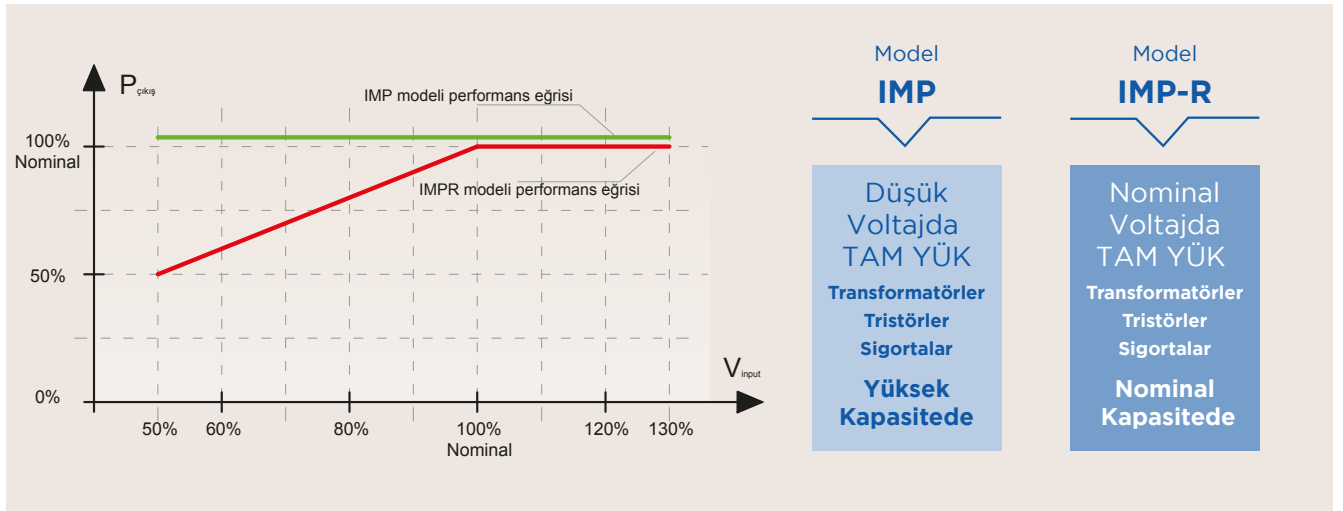 P çıkış
IMP modeli performans eğrisi
100%
Nominal
IMPR modeli performans eğrisi
50%
0%
V input
50%
60%
80%
100%
Nominal
120%
130%
Model
IMP
Düşük
Voltajda
TAM YÜK
Transformatörler
Tristörler
Sigortalar
Yüksek
Kapasitede
Model
IMP-R
Nominal
Voltajda
TAM YÜK
Transformatörler
Tristörler
Sigortalar
Nominal
Kapasitede